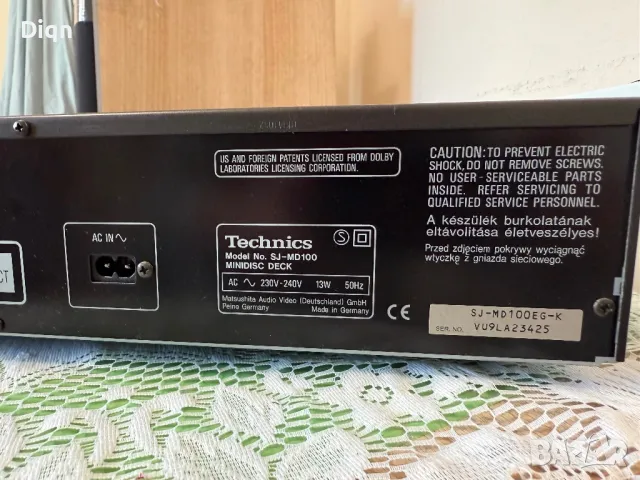 Dign
US AND FOREIGN PATENTS LICENSED FROM DOLBY
LABORATORIES LICENSING CORPORATION.
CAUTION: TO PREVENT ELECTRIC
SHOCK, DO NOT REMOVE SCREWS.
NO USER-SERVICEABLE PARTS
INSIDE. REFER SERVICING TO
QUALIFIED SERVICE PERSONNEL.
A készülék burkolatának
eltávolítása életveszélyes!
Przed zdjęciem pokrywy wyciągnąć
wtyczkę z gniazda sieciowego.
AC IN ∿
Technics
Ⓢ
Model No. SJ-MD100
MINIDISC DECK
AC ∿ 230V-240V 13W 50Hz
Matsushita Audio Video (Deutschland) GmbH
Peine Germany Made in Germany
CE
SJ-MD100EG-K
SER. NO. VU9LA23425
CT
BAZAR